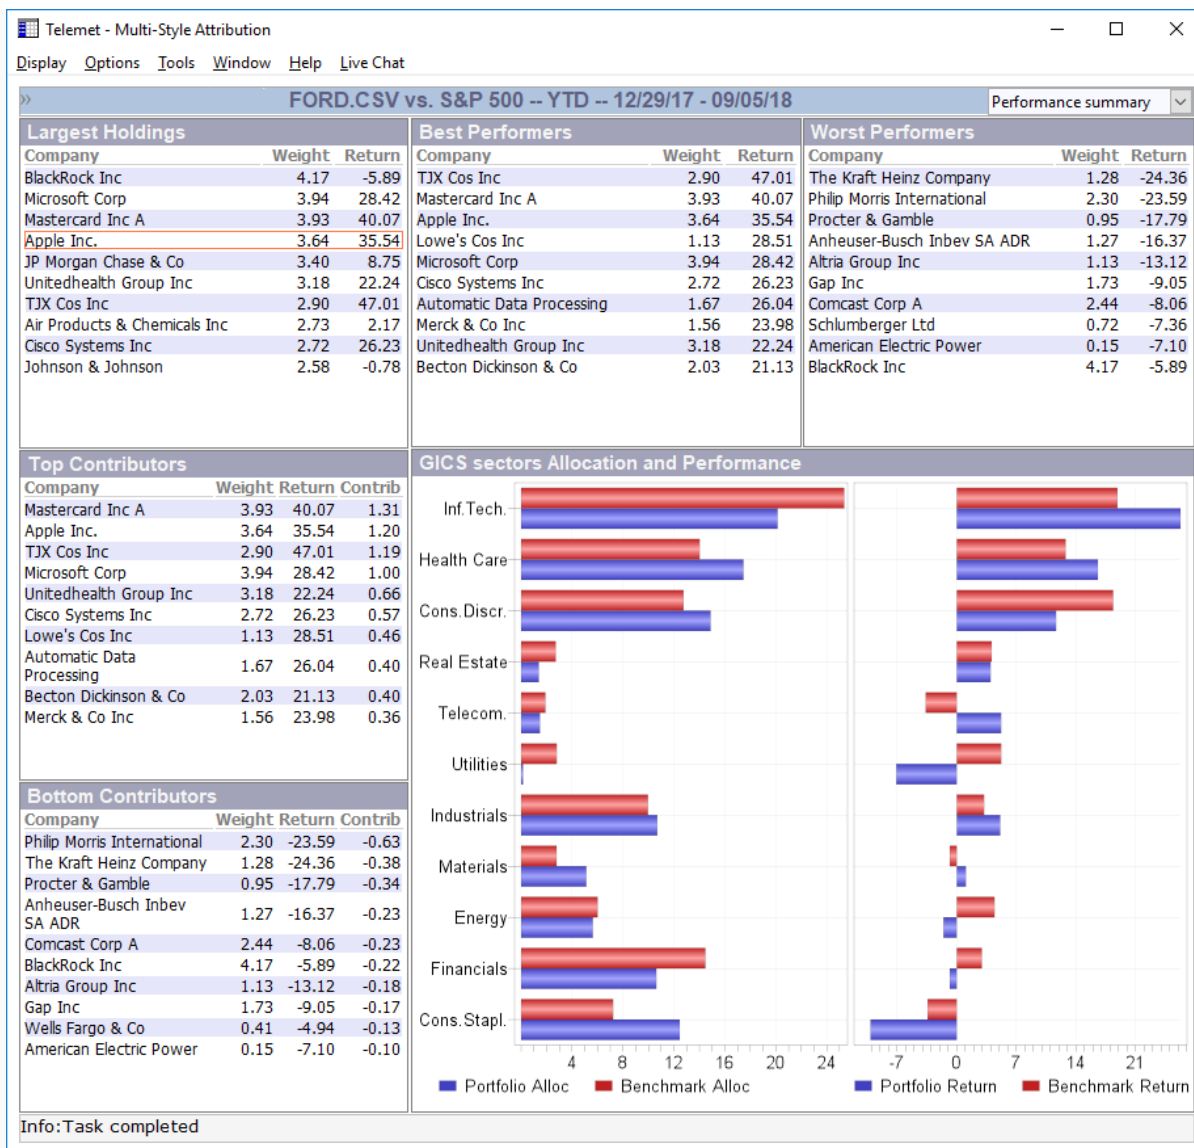 Telemet - Multi-Style Attribution
Display Options Tools Window Help Live Chat
» FORD.CSV vs. S&P 500 -- YTD -- 12/29/17 - 09/05/18 Performance summary
Largest Holdings
Company Weight Return
BlackRock Inc 4.17 -5.89
Microsoft Corp 3.94 28.42
Mastercard Inc A 3.93 40.07
Apple Inc. 3.64 35.54
JP Morgan Chase & Co 3.40 8.75
Unitedhealth Group Inc 3.18 22.24
TJX Cos Inc 2.90 47.01
Air Products & Chemicals Inc 2.73 2.17
Cisco Systems Inc 2.72 26.23
Johnson & Johnson 2.58 -0.78
Best Performers
Company Weight Return
TJX Cos Inc 2.90 47.01
Mastercard Inc A 3.93 40.07
Apple Inc. 3.64 35.54
Lowe's Cos Inc 1.13 28.51
Microsoft Corp 3.94 28.42
Cisco Systems Inc 2.72 26.23
Automatic Data Processing 1.67 26.04
Merck & Co Inc 1.56 23.98
Unitedhealth Group Inc 3.18 22.24
Becton Dickinson & Co 2.03 21.13
Worst Performers
Company Weight Return
The Kraft Heinz Company 1.28 -24.36
Philip Morris International 2.30 -23.59
Procter & Gamble 0.95 -17.79
Anheuser-Busch Inbev SA ADR 1.27 -16.37
Altria Group Inc 1.13 -13.12
Gap Inc 1.73 -9.05
Comcast Corp A 2.44 -8.06
Schlumberger Ltd 0.72 -7.36
American Electric Power 0.15 -7.10
BlackRock Inc 4.17 -5.89
Top Contributors
Company Weight Return Contrib
Mastercard Inc A 3.93 40.07 1.31
Apple Inc. 3.64 35.54 1.20
TJX Cos Inc 2.90 47.01 1.19
Microsoft Corp 3.94 28.42 1.00
Unitedhealth Group Inc 3.18 22.24 0.66
Cisco Systems Inc 2.72 26.23 0.57
Lowe's Cos Inc 1.13 28.51 0.46
Automatic Data
Processing 1.67 26.04 0.40
Becton Dickinson & Co 2.03 21.13 0.40
Merck & Co Inc 1.56 23.98 0.36
Bottom Contributors
Company Weight Return Contrib
Philip Morris International 2.30 -23.59 -0.63
The Kraft Heinz Company 1.28 -24.36 -0.38
Procter & Gamble 0.95 -17.79 -0.34
Anheuser-Busch Inbev
SA ADR 1.27 -16.37 -0.23
Comcast Corp A 2.44 -8.06 -0.23
BlackRock Inc 4.17 -5.89 -0.22
Altria Group Inc 1.13 -13.12 -0.18
Gap Inc 1.73 -9.05 -0.17
Wells Fargo & Co 0.41 -4.94 -0.13
American Electric Power 0.15 -7.10 -0.10
GICS sectors Allocation and Performance
Inf.Tech.
Health Care
Cons.Discr.
Real Estate
Telecom.
Utilities
Industrials
Materials
Energy
Financials
Cons.Stapl.
4 8 12 16 20 24
-7 0 7 14 21
Portfolio Alloc Benchmark Alloc
Portfolio Return Benchmark Return
Info:Task completed